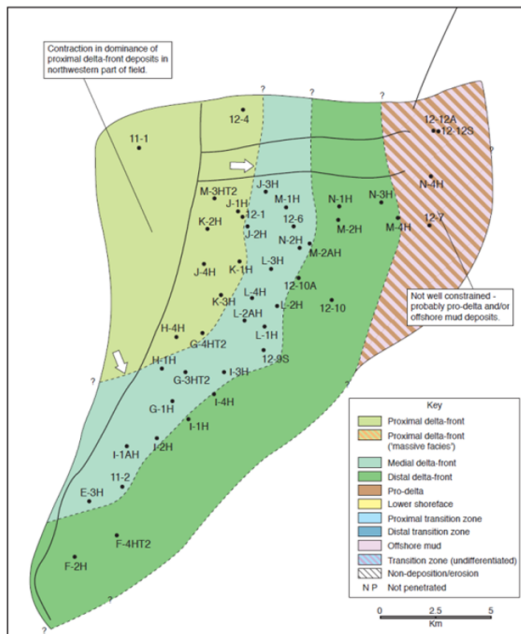 Contraction in dominance of
proximal delta-front deposits in
northwestern part of field.
?
?
?
?
12-4
12-12A
12-12S
11-1
?
J-3H
N-4H
M-3HT2
J-1H
M-1H
N-1H
N-3H
12-1
K-2H
J-2H
12-6
M-2H
M-4H
12-7
N-2H
M-2AH
J-4H
K-1H
L-3H
12-10A
Not well constrained -
probably pro-delta and/or
offshore mud deposits.
K-3H
L-4H
L-2H
12-10
L-2AH
H-4H
G-4HT2
L-1H
12-9S
?
H-1H
G-3HT2
I-3H
?
I-4H
G-1H
I-1H
I-2H
I-1AH
11-2
E-3H
?
F-4HT2
F-2H
?
?
?
Key
Proximal delta-front
Proximal delta-front
('massive facies')
Medial delta-front
Distal delta-front
Pro-delta
Lower shoreface
Proximal transition zone
Distal transition zone
Offshore mud
Transition zone (undifferentiated)
Non-deposition/erosion
N P Not penetrated
0 2.5 5
Km